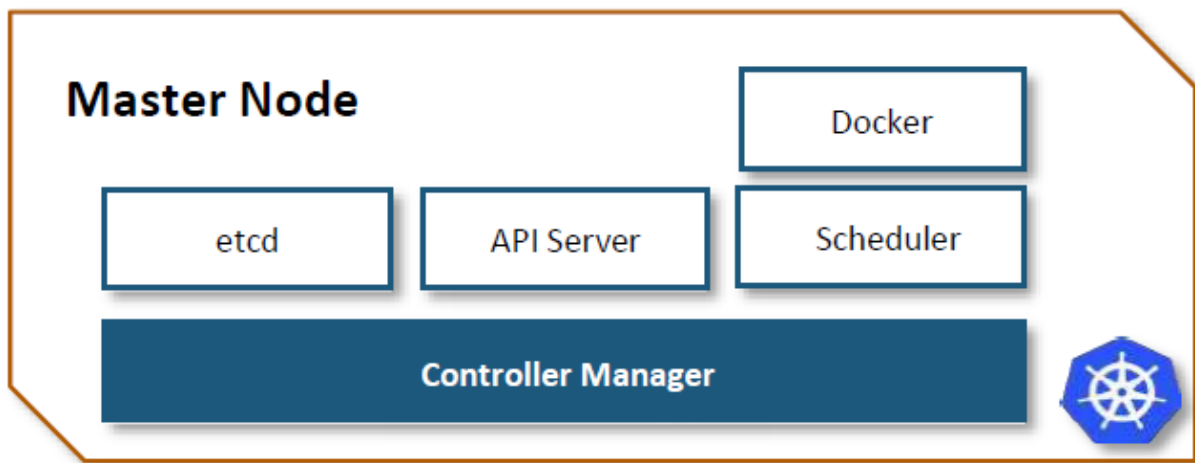 Master Node
Docker
etcd
API Server
Scheduler
Controller Manager